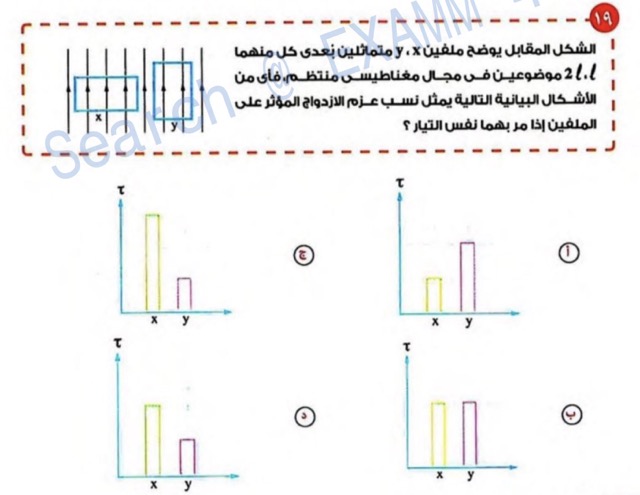 ١٩
الشكل المقابل يوضح ملفين y ، x متماثلين بُعدى كل منهما
2ℓ ، ℓ موضوعيين فى مجال مغناطيسى منتظم، فأى من
الأشكال البيانية التالية يمثل نسب عزم الازدواج المؤثر على
الملفين إذا مر بهما نفس التيار ؟
x
y
Search @ EXAMM
أ
τ
x y
ج
τ
x y
ب
τ
x y
د
τ
x y